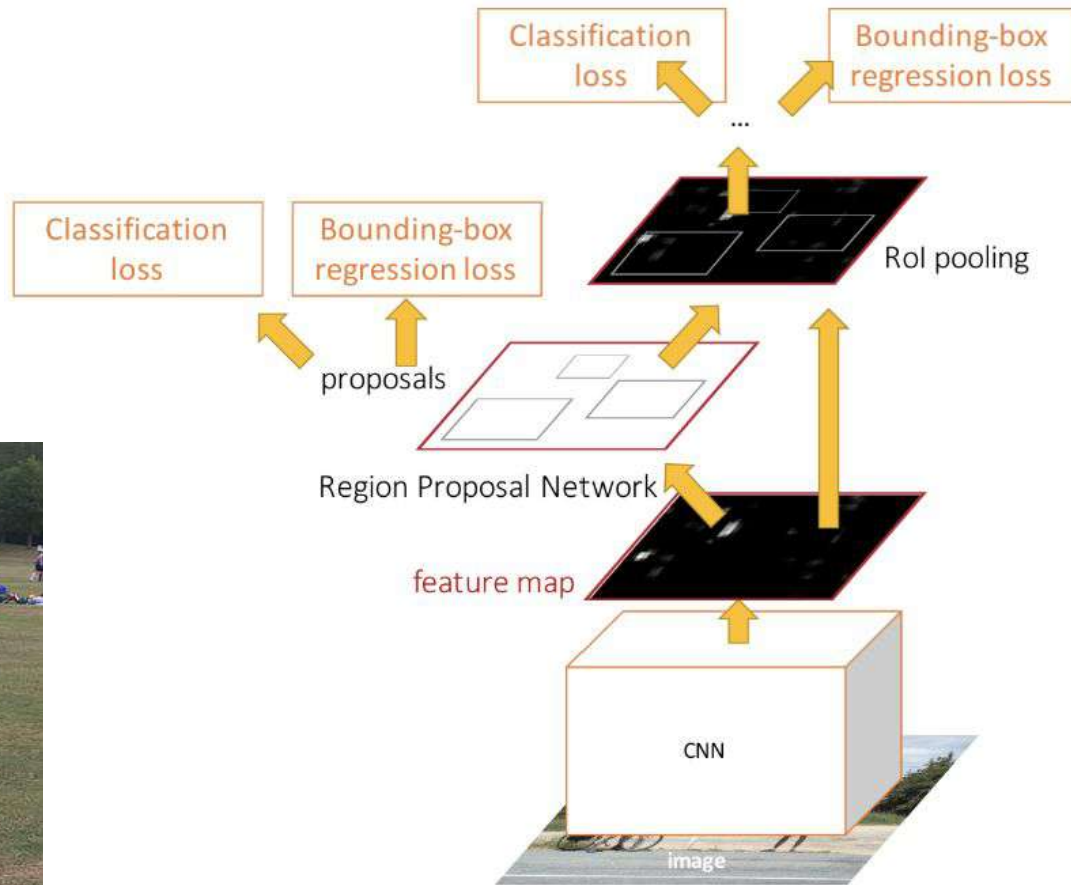 Classification
loss
Bounding-box
regression loss
...
Classification
loss
Bounding-box
regression loss
RoI pooling
proposals
Region Proposal Network
feature map
CNN
image